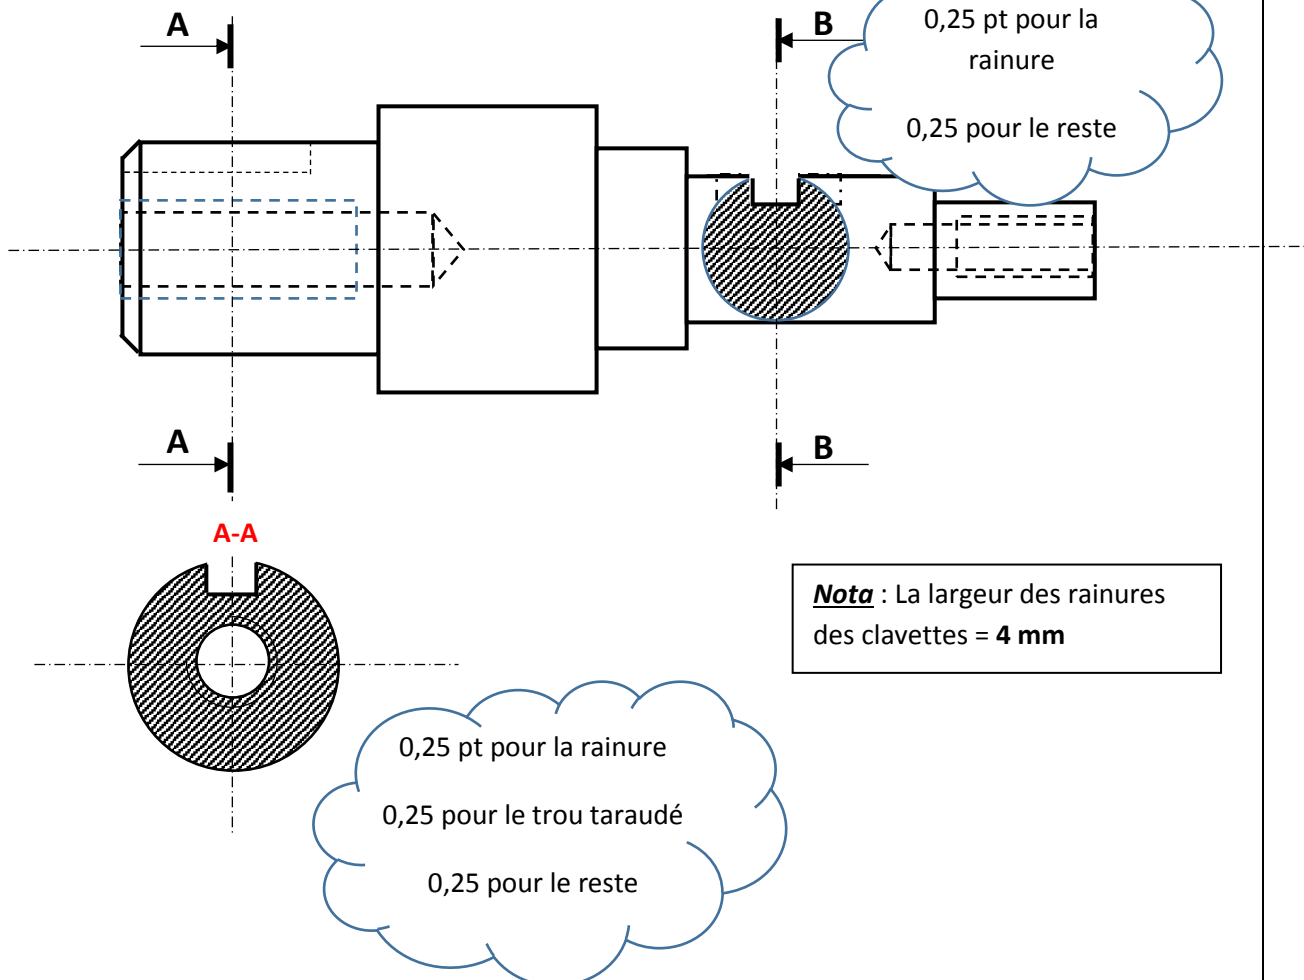 A
B
0,25 pt pour la
rainure
0,25 pour le reste
A
B
A-A
Nota : La largeur des rainures
des clavettes = 4 mm
0,25 pt pour la rainure
0,25 pour le trou taraudé
0,25 pour le reste